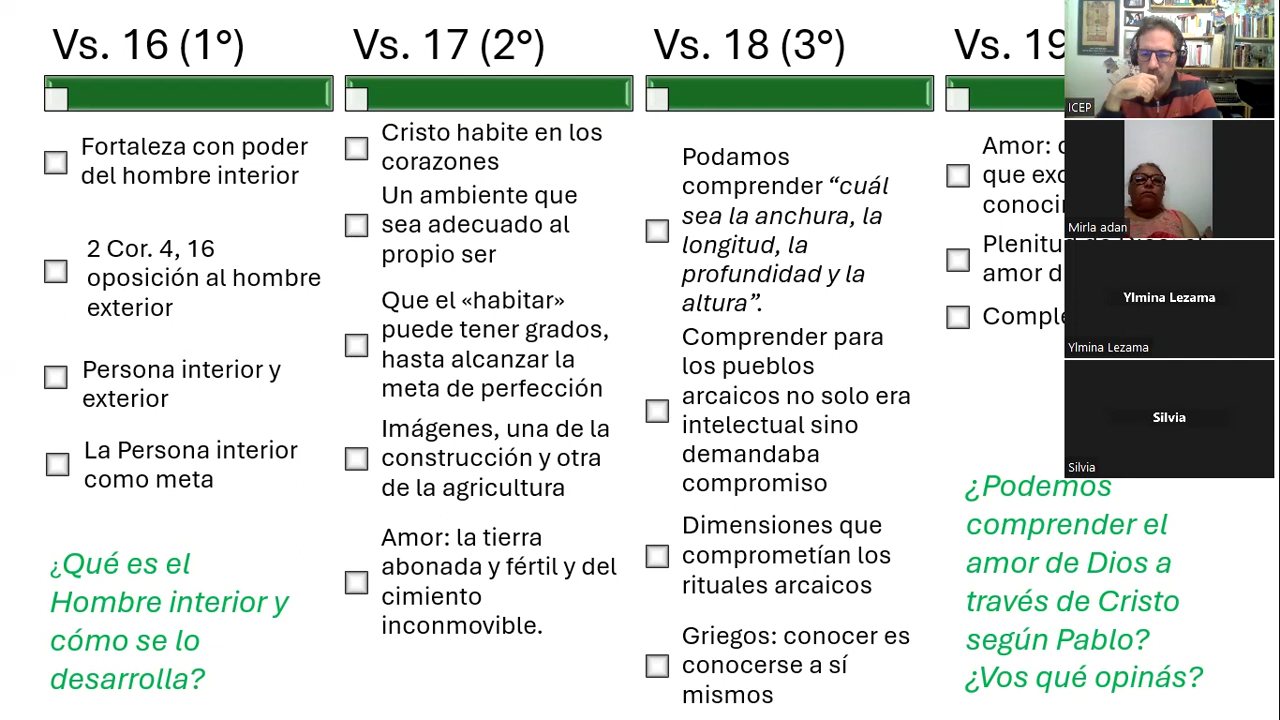 Vs. 16 (1°)
Fortaleza con poder
del hombre interior
2 Cor. 4, 16
oposición al hombre
exterior
Persona interior y
exterior
La Persona interior
como meta
¿Qué es el
Hombre interior y
cómo se lo
desarrolla?
Vs. 17 (2°)
Cristo habite en los
corazones
Un ambiente que
sea adecuado al
propio ser
Que el «habitar»
puede tener grados,
hasta alcanzar la
meta de perfección
Imágenes, una de la
construcción y otra
de la agricultura
Amor: la tierra
abonada y fértil y del
cimiento
inconmovible.
Vs. 18 (3°)
Podamos
comprender “cuál
sea la anchura, la
longitud, la
profundidad y la
altura”.
Comprender para
los pueblos
arcaicos no solo era
intelectual sino
demandaba
compromiso
Dimensiones que
comprometían los
rituales arcaicos
Griegos: conocer es
conocerse a sí
mismos
Vs. 19
Amor:
que
amor
¿Podemos
comprender el
amor de Dios a
través de Cristo
según Pablo?
¿Vos qué opinás?
ICEP
Mirla adan
Ylmina Lezama
Ylmina Lezama
Silvia
Silvia